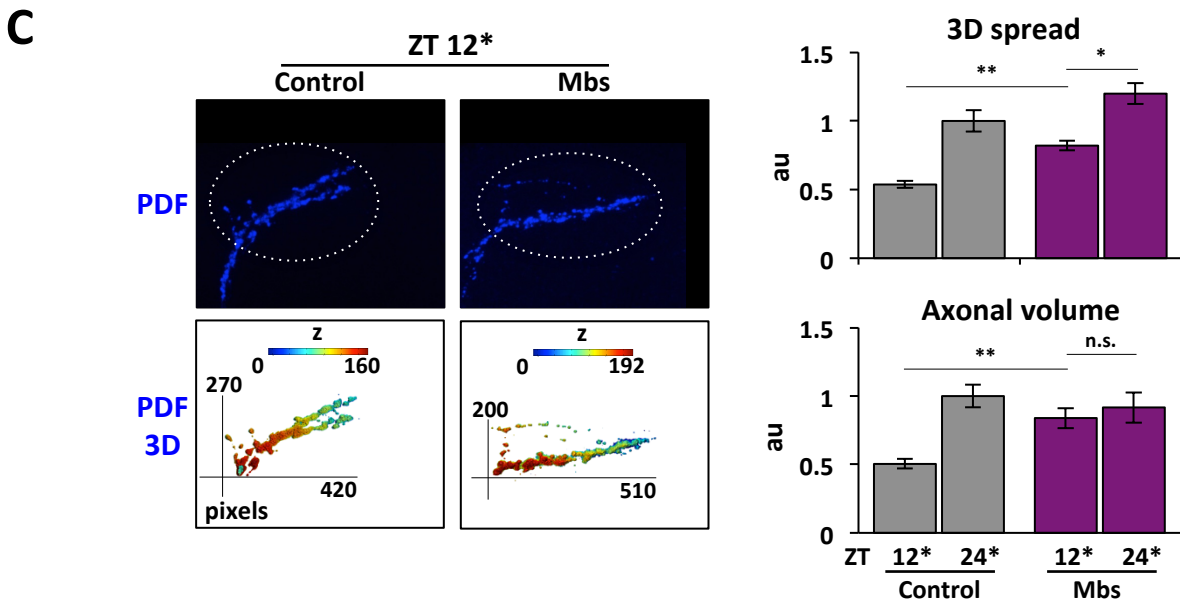 C
ZT 12*
Control Mbs
PDF
z z
0 160 0 192
PDF
3D
270
420
pixels
200
510
3D spread
1.5
1
0.5
0
au
**
*
Axonal volume
1.5
1
0.5
0
au
**
n.s.
ZT 12* 24* 12* 24*
Control Mbs